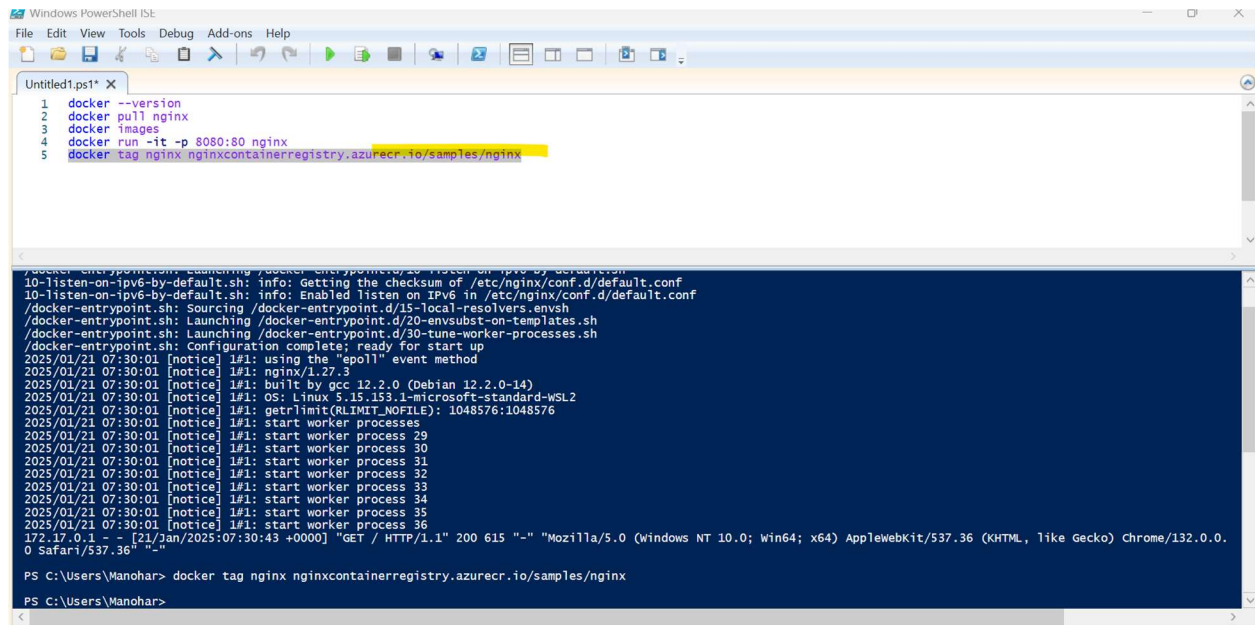 Windows PowerShell ISE
File Edit View Tools Debug Add-ons Help
Untitled1.ps1* X
1 docker --version
2 docker pull nginx
3 docker images
4 docker run -it -p 8080:80 nginx
5 docker tag nginx nginxcontainerregistry.azurecr.io/samples/nginx
/docker-entrypoint.sh: Launching /docker-entrypoint.d/10-listen-on-ipv6-by-default.sh
10-listen-on-ipv6-by-default.sh: info: Getting the checksum of /etc/nginx/conf.d/default.conf
10-listen-on-ipv6-by-default.sh: info: Enabled listen on IPv6 in /etc/nginx/conf.d/default.conf
/docker-entrypoint.sh: Sourcing /docker-entrypoint.d/15-local-resolvers.envsh
/docker-entrypoint.sh: Launching /docker-entrypoint.d/20-envsubst-on-templates.sh
/docker-entrypoint.sh: Launching /docker-entrypoint.d/30-tune-worker-processes.sh
/docker-entrypoint.sh: Configuration complete; ready for start up
2025/01/21 07:30:01 [notice] 1#1: using the "epoll" event method
2025/01/21 07:30:01 [notice] 1#1: nginx/1.27.3
2025/01/21 07:30:01 [notice] 1#1: built by gcc 12.2.0 (Debian 12.2.0-14)
2025/01/21 07:30:01 [notice] 1#1: OS: Linux 5.15.153.1-microsoft-standard-WSL2
2025/01/21 07:30:01 [notice] 1#1: getrlimit(RLIMIT_NOFILE): 1048576:1048576
2025/01/21 07:30:01 [notice] 1#1: start worker processes
2025/01/21 07:30:01 [notice] 1#1: start worker process 29
2025/01/21 07:30:01 [notice] 1#1: start worker process 30
2025/01/21 07:30:01 [notice] 1#1: start worker process 31
2025/01/21 07:30:01 [notice] 1#1: start worker process 32
2025/01/21 07:30:01 [notice] 1#1: start worker process 33
2025/01/21 07:30:01 [notice] 1#1: start worker process 34
2025/01/21 07:30:01 [notice] 1#1: start worker process 35
2025/01/21 07:30:01 [notice] 1#1: start worker process 36
172.17.0.1 - - [21/Jan/2025:07:30:43 +0000] "GET / HTTP/1.1" 200 615 "-" "Mozilla/5.0 (Windows NT 10.0; Win64; x64) AppleWebKit/537.36 (KHTML, like Gecko) Chrome/132.0.0.
0 Safari/537.36" "-"
PS C:\Users\Manohar> docker tag nginx nginxcontainerregistry.azurecr.io/samples/nginx
PS C:\Users\Manohar>